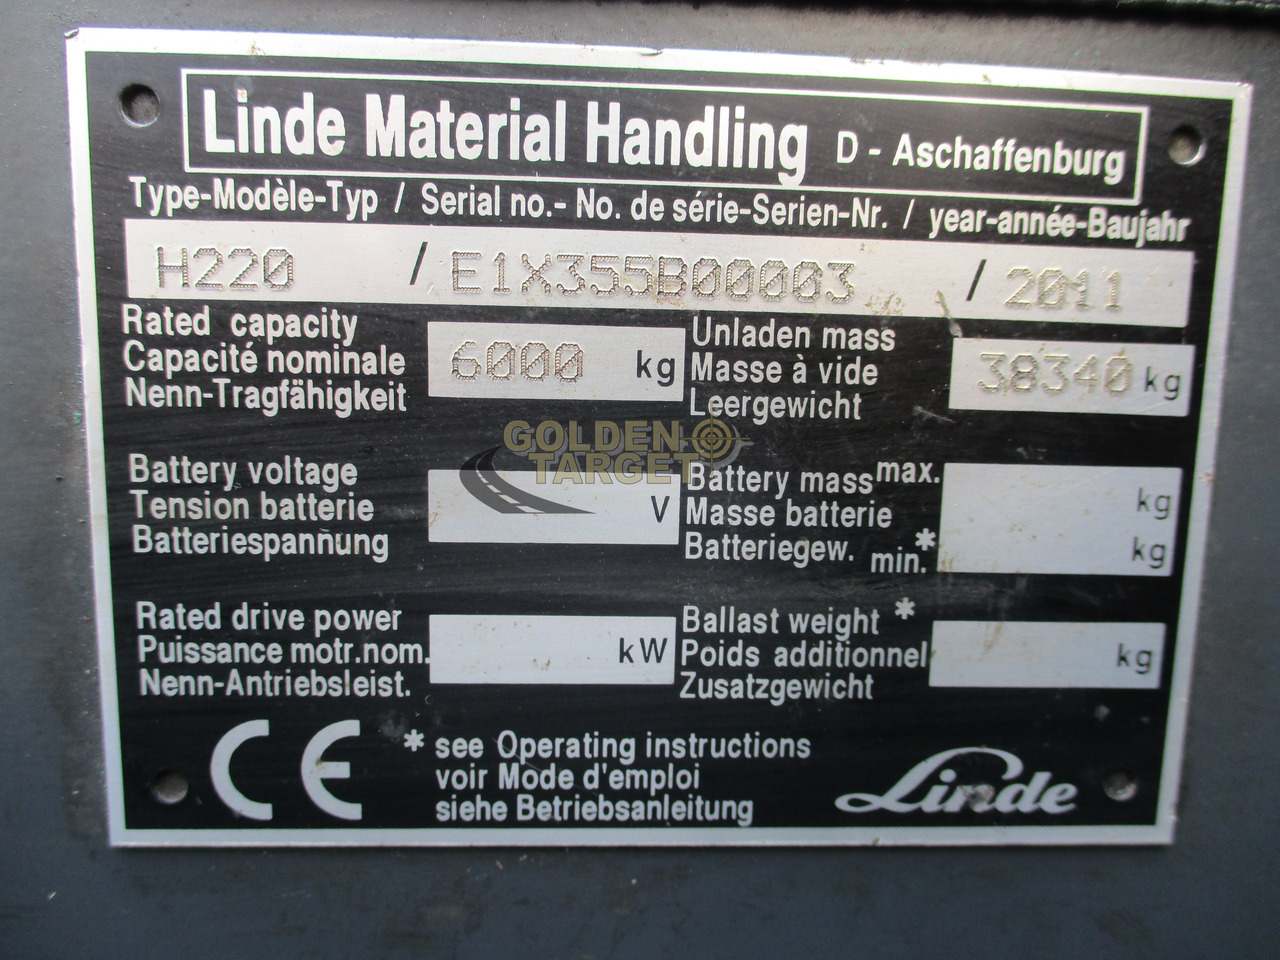 Linde Material Handling D - Aschaffenburg
Type-Modèle-Typ / Serial no.- No. de série-Serien-Nr. / year-année-Baujahr
H220 / E1X355B00003 / 2011
Rated capacity
Capacité nominale
Nenn-Tragfähigkeit
6000 kg
Unladen mass
Masse à vide
Leergewicht
38340 kg
GOLDEN
TARGET
Battery voltage
Tension batterie
Batteriespannung
V
Battery mass max.
Masse batterie
Batteriegew. min.*
kg
kg
Rated drive power
Puissance motr.nom.
Nenn-Antriebsleist.
kW
Ballast weight *
Poids additionnel
Zusatzgewicht
kg
CE
* see Operating instructions
voir Mode d'emploi
siehe Betriebsanleitung
Linde